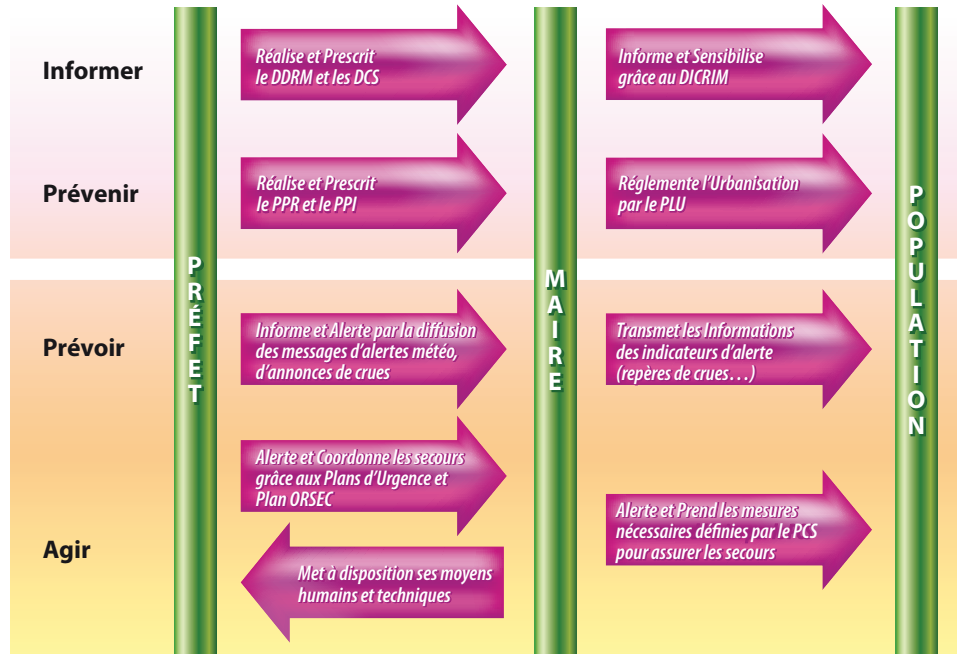 Informer
Réalise et Prescrit
le DDRM et les DCS
Informe et Sensibilise
grâce au DICRIM
Prévenir
Réalise et Prescrit
le PPR et le PPI
Réglemente l'Urbanisation
par le PLU
PRÉFET
MAIRE
POPULATION
Prévoir
Informe et Alerte par la diffusion
des messages d'alertes météo,
d'annonces de crues
Transmet les Informations
des indicateurs d'alerte
(repères de crues...)
Agir
Alerte et Coordonne les secours
grâce aux Plans d'Urgence et
Plan ORSEC
Met à disposition ses moyens
humains et techniques
Alerte et Prend les mesures
nécessaires définies par le PCS
pour assurer les secours